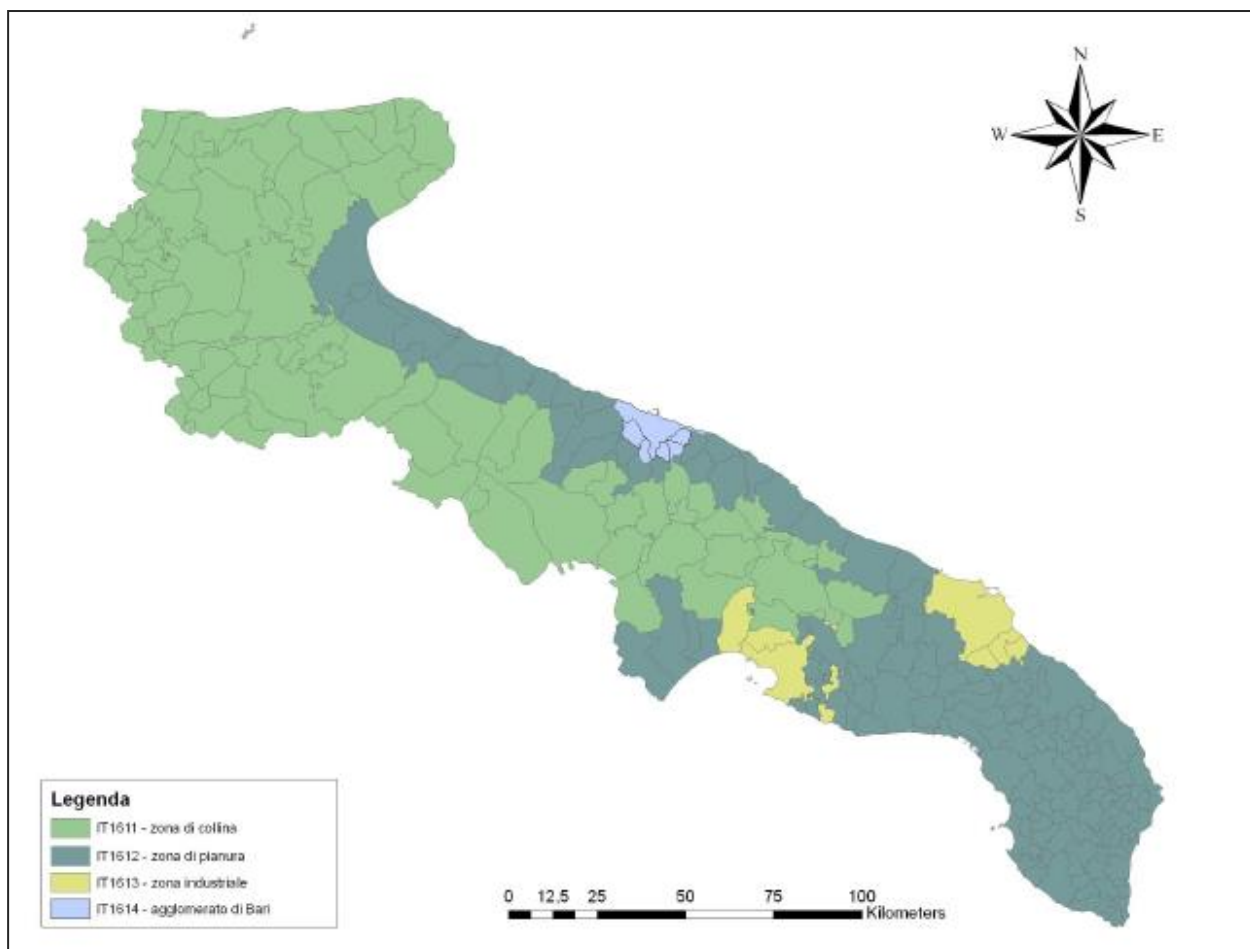 N
W E
S
Legenda
IT1611 - zona di collina
IT1612 - zona di pianura
IT1613 - zona industriale
IT1614 - agglomerato di Bari
0 12,5 25 50 75 100
Kilometers